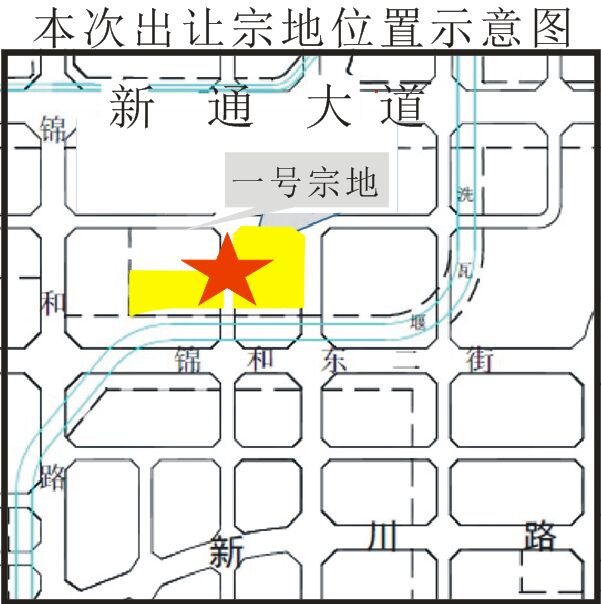 本次出让宗地位置示意图
新通大道
一号宗地
锦和路
洗瓦堰
锦和东二街
新川路